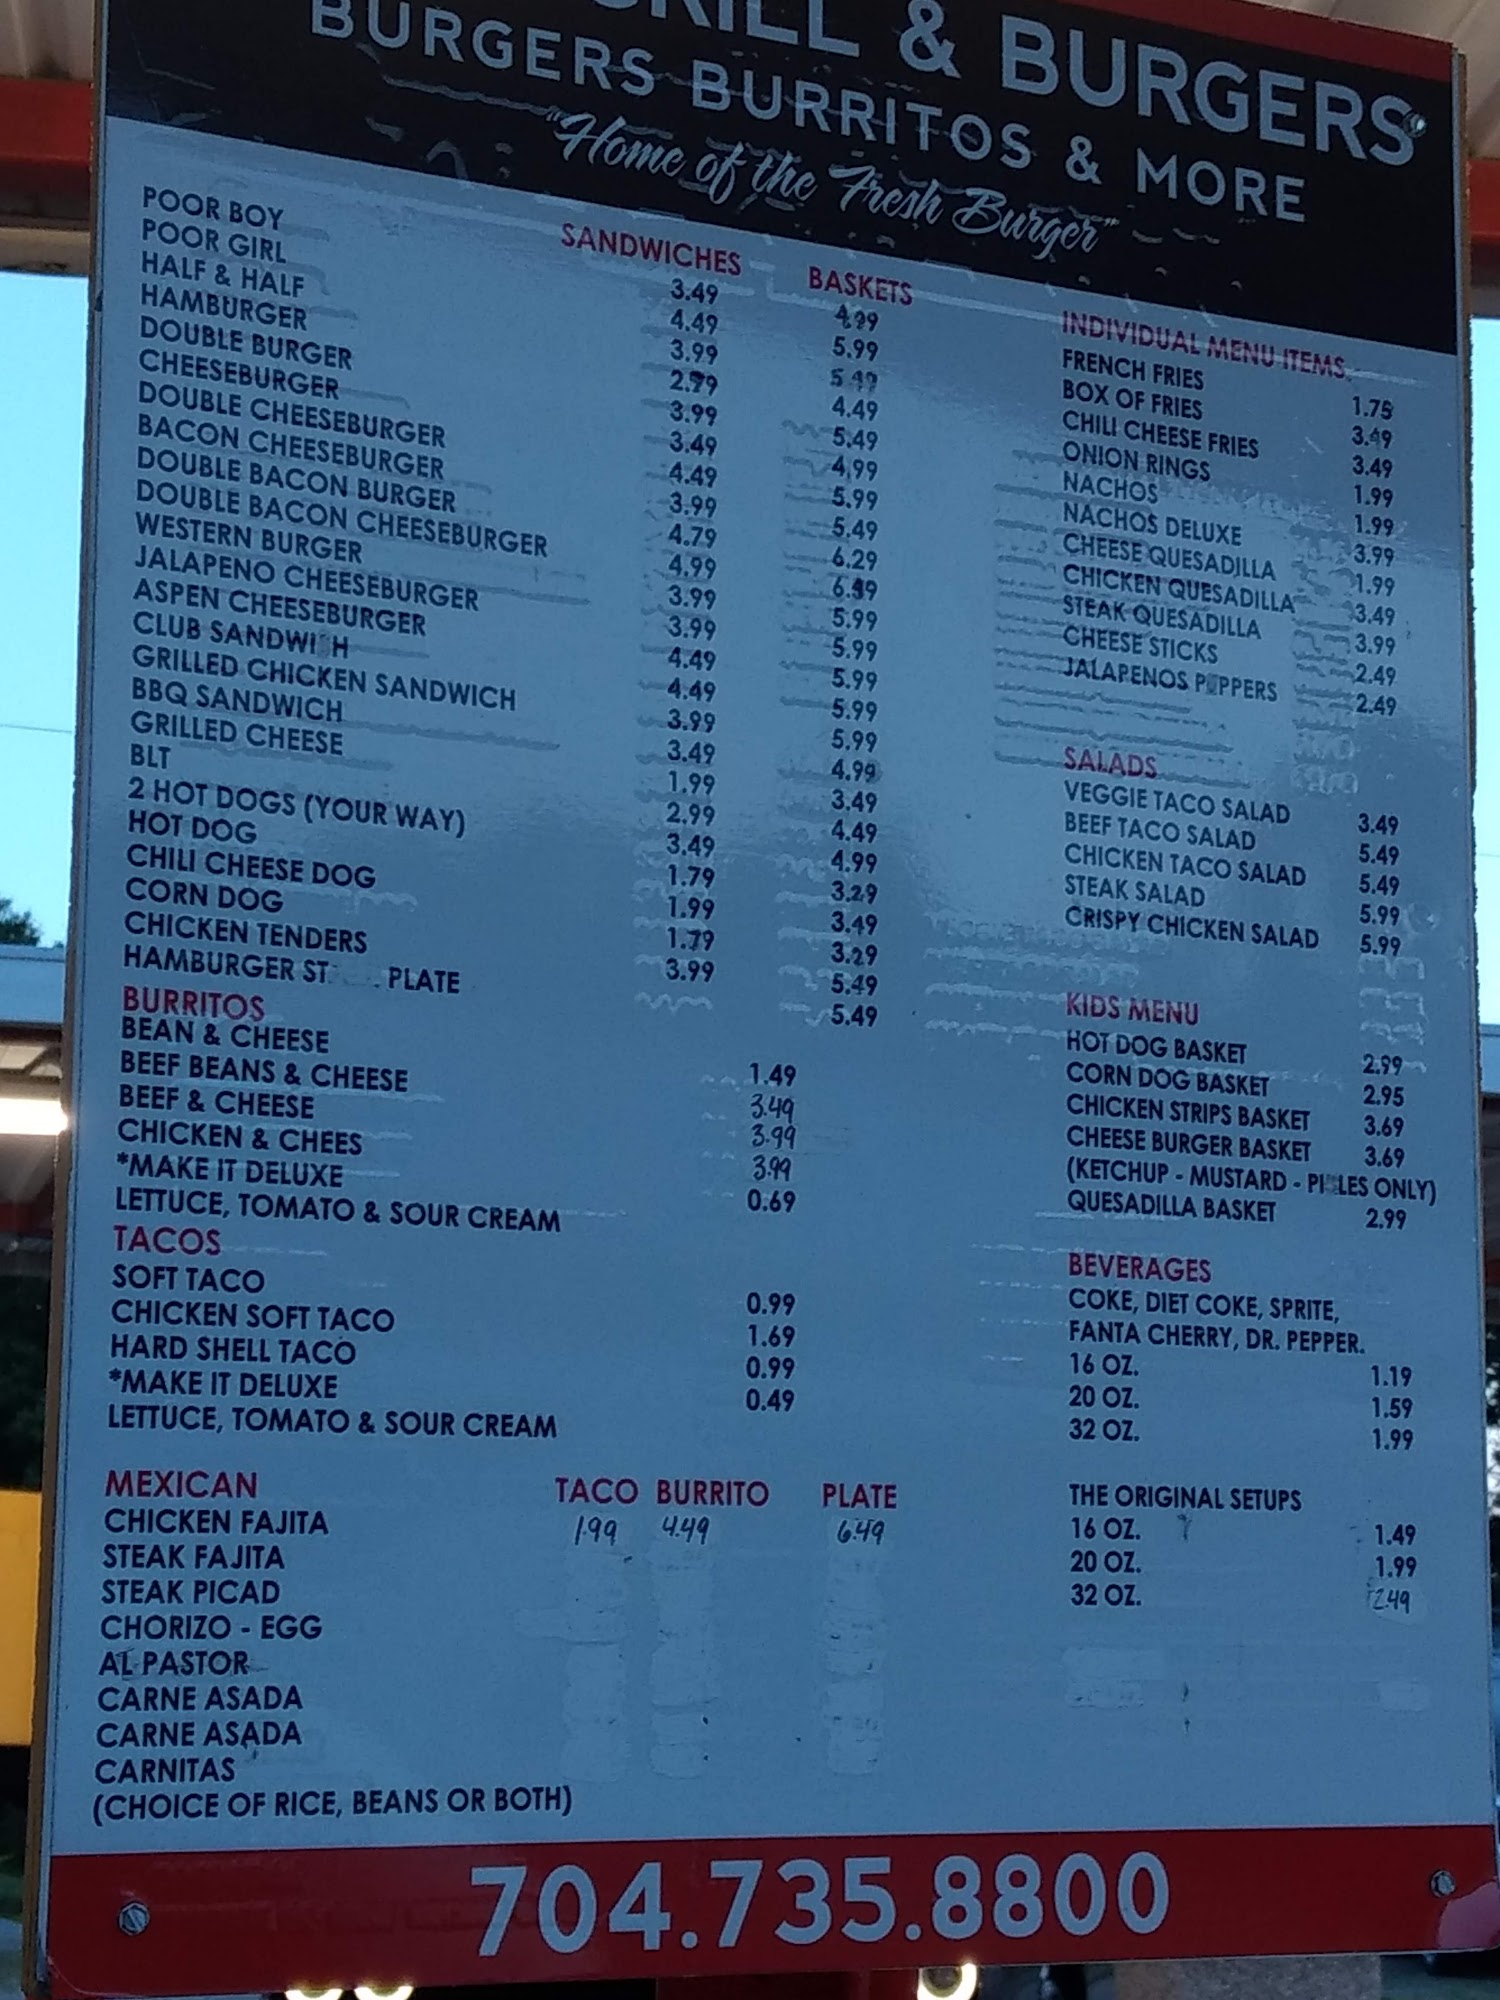 RILL & BURGERS
BURGERS BURRITOS & MORE
"Home of the Fresh Burger"
SANDWICHES BASKETS
POOR BOY 3.49
POOR GIRL 4.49 5.99
HALF & HALF 3.99 5.49
HAMBURGER 2.79 4.49
DOUBLE BURGER 3.99 5.49
CHEESEBURGER 3.49 4.99
DOUBLE CHEESEBURGER 4.49 5.99
BACON CHEESEBURGER 3.99 5.49
DOUBLE BACON BURGER 4.79 6.29
DOUBLE BACON CHEESEBURGER 4.99
WESTERN BURGER 3.99 5.99
JALAPENO CHEESEBURGER 3.99 5.99
ASPEN CHEESEBURGER 4.49 5.99
CLUB SANDWI H 4.49 5.99
GRILLED CHICKEN SANDWICH 3.99 5.99
BBQ SANDWICH 3.49 4.99
GRILLED CHEESE 1.99 3.49
BLT 2.99 4.49
2 HOT DOGS (YOUR WAY) 3.49 4.99
HOT DOG 1.79 3.29
CHILI CHEESE DOG 1.99 3.49
CORN DOG 1.79 3.29
CHICKEN TENDERS 3.99 5.49
HAMBURGER ST PLATE 5.49
BURRITOS
BEAN & CHEESE 1.49
BEEF BEANS & CHEESE 3.49
BEEF & CHEESE 3.99
CHICKEN & CHEES 3.99
*MAKE IT DELUXE 0.69
LETTUCE, TOMATO & SOUR CREAM
TACOS
SOFT TACO 0.99
CHICKEN SOFT TACO 1.69
HARD SHELL TACO 0.99
*MAKE IT DELUXE 0.49
LETTUCE, TOMATO & SOUR CREAM
MEXICAN TACO BURRITO PLATE
CHICKEN FAJITA 1.99 4.49 6.49
STEAK FAJITA
STEAK PICAD
CHORIZO - EGG
AL PASTOR
CARNE ASADA
CARNE ASADA
CARNITAS
(CHOICE OF RICE, BEANS OR BOTH)
INDIVIDUAL MENU ITEMS
FRENCH FRIES 1.75
BOX OF FRIES 3.49
CHILI CHEESE FRIES 3.49
ONION RINGS 1.99
NACHOS 1.99
NACHOS DELUXE 3.99
CHEESE QUESADILLA 1.99
CHICKEN QUESADILLA 3.49
STEAK QUESADILLA 3.99
CHEESE STICKS 2.49
JALAPENOS P PPERS 2.49
SALADS
VEGGIE TACO SALAD 3.49
BEEF TACO SALAD 5.49
CHICKEN TACO SALAD 5.49
STEAK SALAD 5.99
CRISPY CHICKEN SALAD 5.99
KIDS MENU
HOT DOG BASKET 2.99
CORN DOG BASKET 2.95
CHICKEN STRIPS BASKET 3.69
CHEESE BURGER BASKET 3.69
(KETCHUP - MUSTARD - PI LES ONLY)
QUESADILLA BASKET 2.99
BEVERAGES
COKE, DIET COKE, SPRITE,
FANTA CHERRY, DR. PEPPER.
16 OZ. 1.19
20 OZ. 1.59
32 OZ. 1.99
THE ORIGINAL SETUPS
16 OZ. 1.49
20 OZ. 1.99
32 OZ. 2.49
704.735.8800